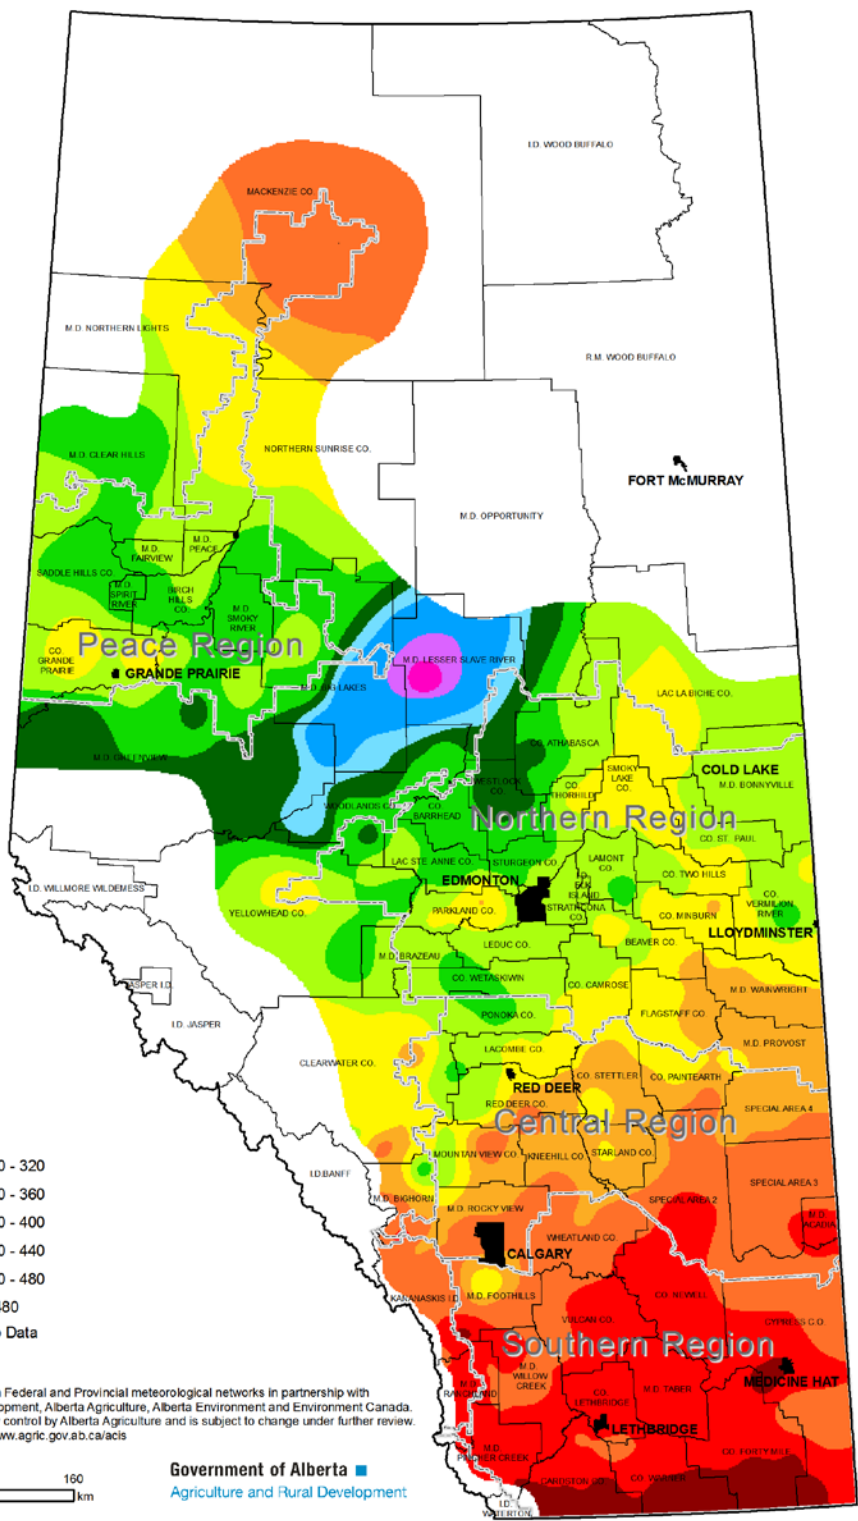 I.D. WOOD BUFFALO
MACKENZIE CO.
M.D. NORTHERN LIGHTS
R.M. WOOD BUFFALO
NORTHERN SUNRISE CO.
M.D. CLEAR HILLS
FORT McMURRAY
M.D. OPPORTUNITY
M.D.
PEACE
M.D.
FAIRVIEW
SADDLE HILLS CO.
M.D.
SPIRIT
RIVER
BIRCH
HILLS
CO.
M.D.
SMOKY
RIVER
Peace Region
CO.
GRANDE
PRAIRIE
GRANDE PRAIRIE
M.D. LESSER SLAVE RIVER
M.D. BIG LAKES
LAC LA BICHE CO.
CO. ATHABASCA
M.D. GREENVIEW
SMOKY
LAKE
CO.
COLD LAKE
M.D. BONNYVILLE
WESTLOCK
CO.
CO.
THORHILD
WOODLANDS CO.
CO.
BARRHEAD
Northern Region
CO. ST. PAUL
LAC STE ANNE CO.
STURGEON CO.
LAMONT
CO.
CO. TWO HILLS
I.D. WILLMORE WILDERNESS
EDMONTON
ISLAND
YELLOWHEAD CO.
PARKLAND CO.
STRATHCONA
CO.
CO. MINBURN
CO.
VERMILION
RIVER
LLOYDMINSTER
LEDUC CO.
BEAVER CO.
M.D. BRAZEAU
CO. WETASKIWIN
CO. CAMROSE
M.D. WAINWRIGHT
JASPER I.D.
I.D. JASPER
PONOKA CO.
FLAGSTAFF CO.
M.D. PROVOST
CLEARWATER CO.
LACOMBE CO.
RED DEER
CO. STETTLER
CO. PAINTEARTH
RED DEER CO.
Central Region
SPECIAL AREA 4
MOUNTAIN VIEW CO.
KNEEHILL CO.
STARLAND CO.
I.D.BANFF
SPECIAL AREA 3
M.D. BIGHORN
M.D. ROCKY VIEW
SPECIAL AREA 2
M.D.
ACADIA
WHEATLAND CO.
CALGARY
KANANASKIS I.D.
M.D. FOOTHILLS
CO. NEWELL
VULCAN CO.
CYPRESS CO.
Southern Region
M.D.
RANCHLAND
M.D.
WILLOW
CREEK
MEDICINE HAT
CO.
LETHBRIDGE
M.D. TABER
LETHBRIDGE
M.D.
PINCHER CREEK
CO. FORTY MILE
CARDSTON CO.
CO. WARNER
I.D.
WATERTON
0 - 320
0 - 360
0 - 400
0 - 440
0 - 480
480
Data
Federal and Provincial meteorological networks in partnership with
opment, Alberta Agriculture, Alberta Environment and Environment Canada.
control by Alberta Agriculture and is subject to change under further review.
ww.agric.gov.ab.ca/acis
160
km
Government of Alberta
Agriculture and Rural Development